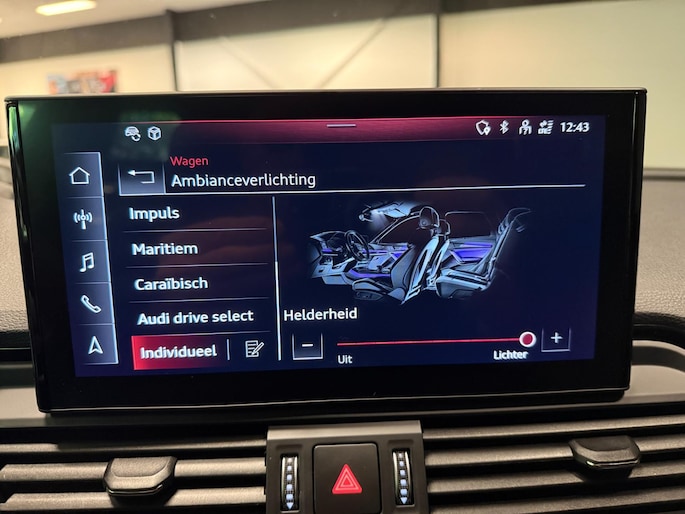 12:43
Wagen
Ambianceverlichting
Impuls
Maritiem
Caraïbisch
Audi drive select
Individueel
Helderheid
Uit
Lichter